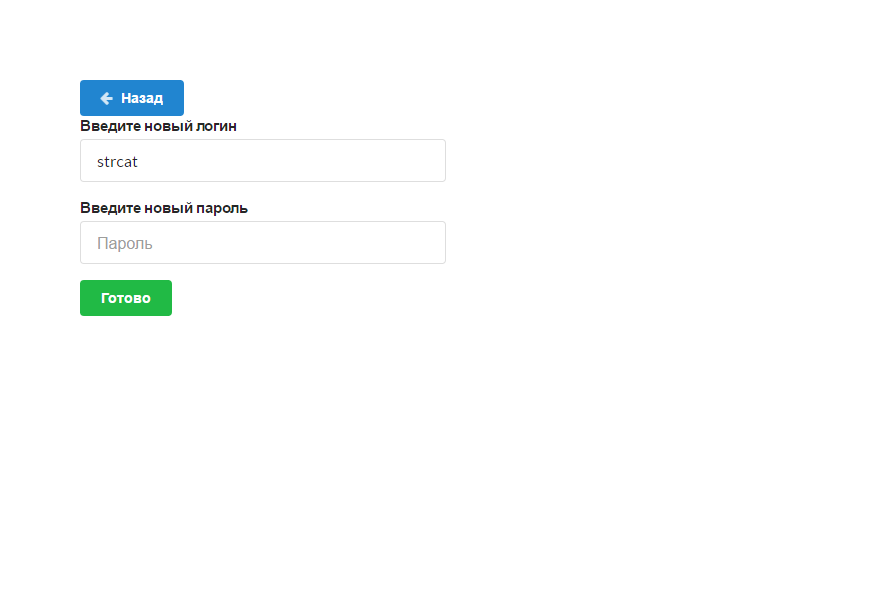 Назад
Введите новый логин
strcat
Введите новый пароль
Пароль
Готово